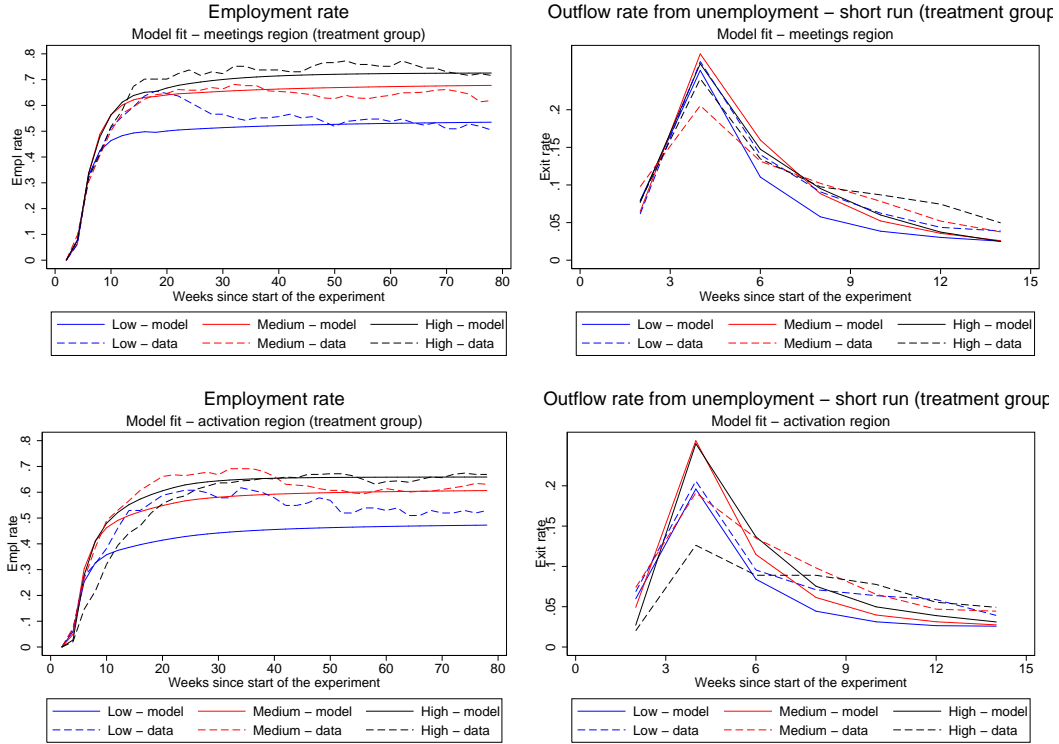 Employment rate
Model fit − meetings region (treatment group)
Empl rate
0 .1 .2 .3 .4 .5 .6 .7 .8
0 10 20 30 40 50 60 70 80
Weeks since start of the experiment
Low − model Medium − model High − model
Low − data Medium − data High − data
Outflow rate from unemployment − short run (treatment group
Model fit − meetings region
Exit rate
0 .05 .1 .15 .2
0 3 6 9 12 15
Weeks since start of the experiment
Low − model Medium − model High − model
Low − data Medium − data High − data
Employment rate
Model fit − activation region (treatment group)
Empl rate
0 .1 .2 .3 .4 .5 .6 .7 .8
0 10 20 30 40 50 60 70 80
Weeks since start of the experiment
Low − model Medium − model High − model
Low − data Medium − data High − data
Outflow rate from unemployment − short run (treatment group
Model fit − activation region
Exit rate
0 .05 .1 .15 .2
0 3 6 9 12 15
Weeks since start of the experiment
Low − model Medium − model High − model
Low − data Medium − data High − data